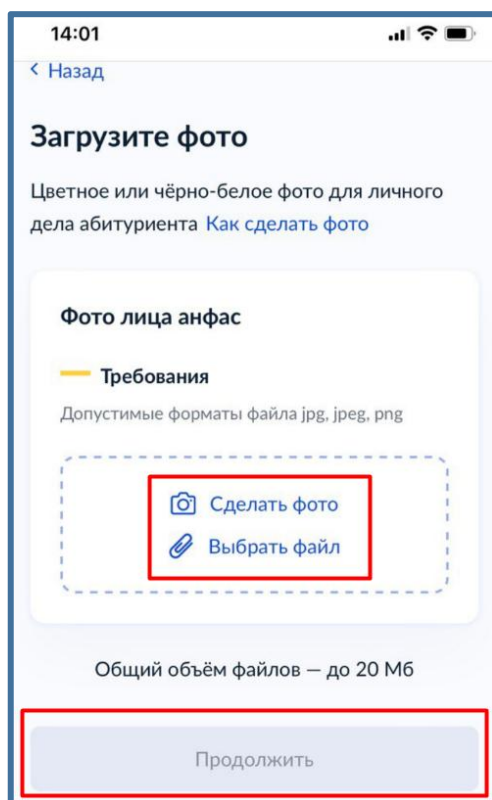 14:01
< Назад
Загрузите фото
Цветное или чёрно-белое фото для личного
дела абитуриента Как сделать фото
Фото лица анфас
Требования
Допустимые форматы файла jpg, jpeg, png
Сделать фото
Выбрать файл
Общий объём файлов — до 20 Мб
Продолжить